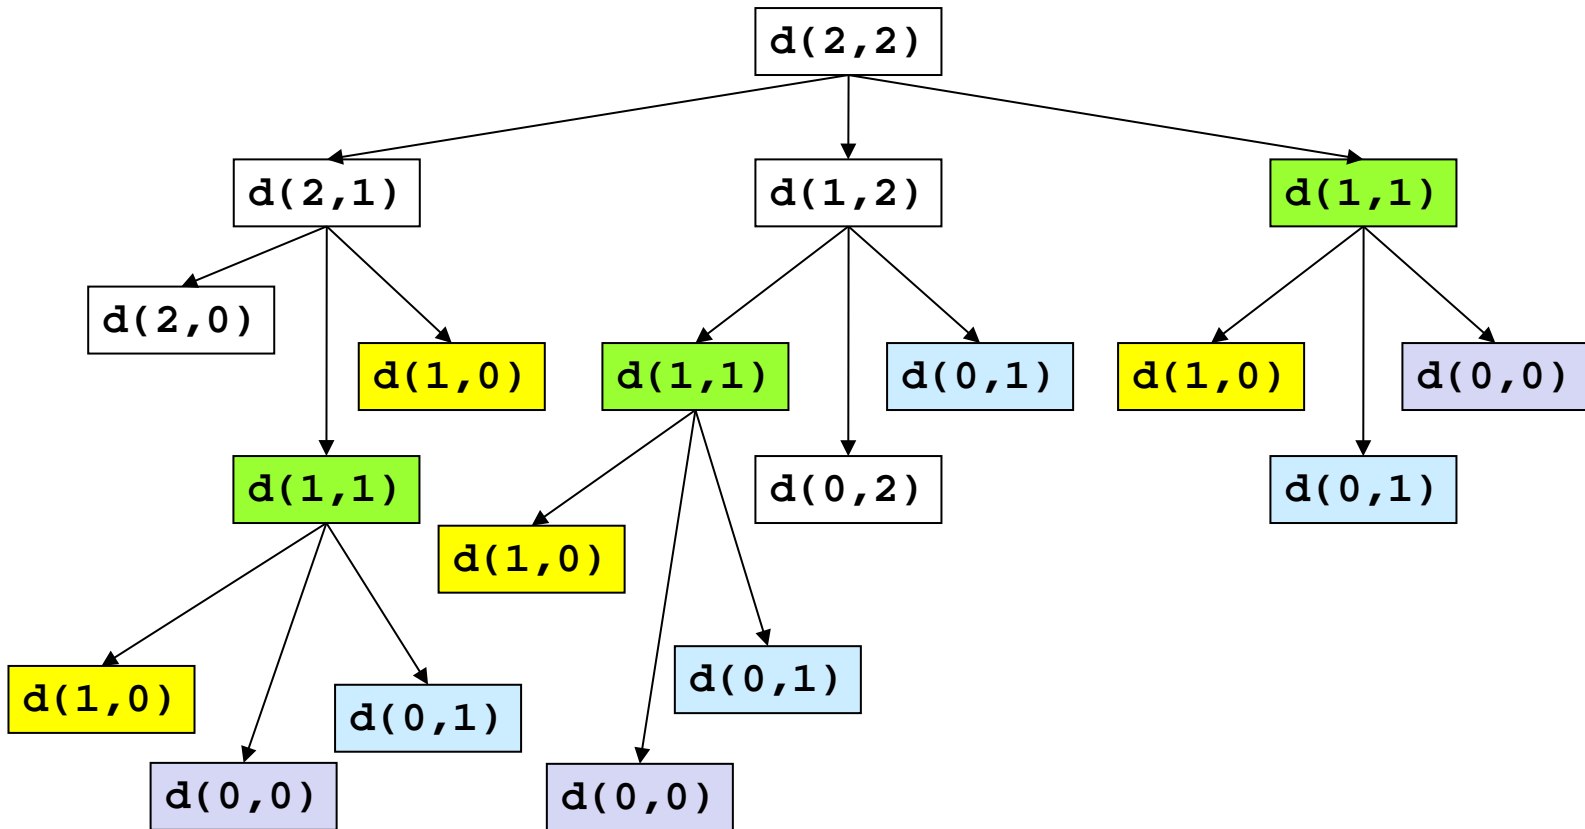 d(2,2)
d(2,1)
d(1,2)
d(1,1)
d(2,0)
d(1,0)
d(1,1)
d(0,1)
d(1,0)
d(0,0)
d(1,1)
d(0,2)
d(0,1)
d(1,0)
d(0,1)
d(1,0)
d(0,1)
d(0,0)
d(0,0)